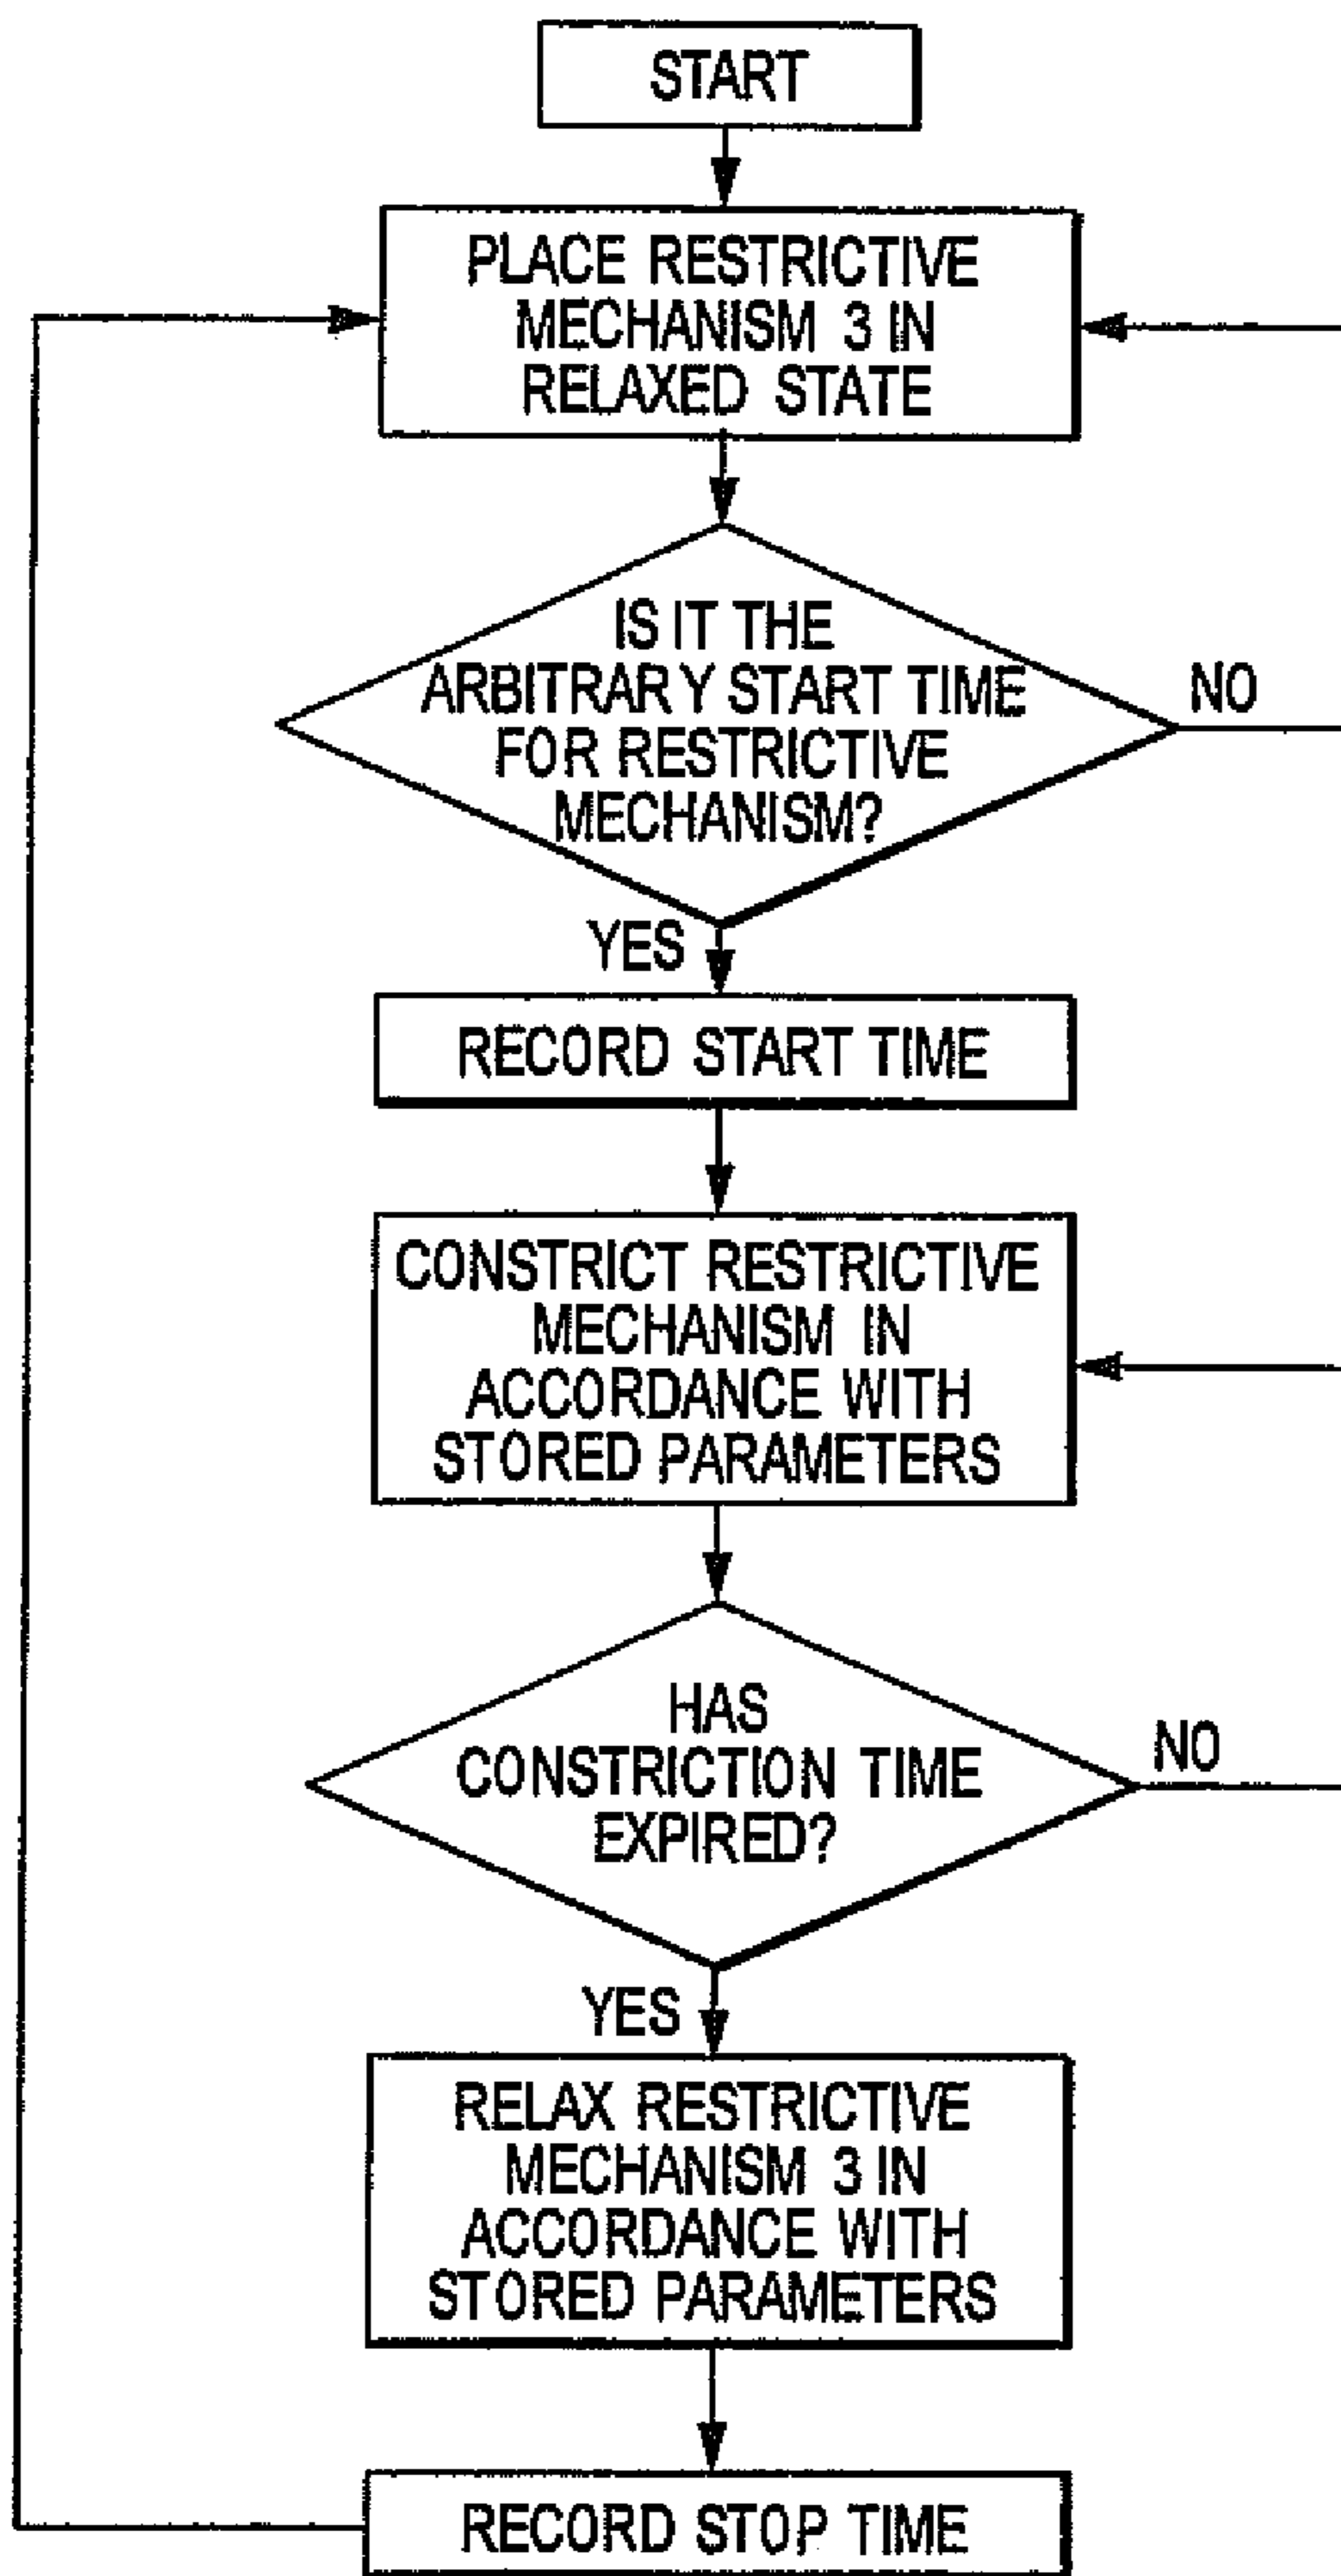 START
PLACE RESTRICTIVE
MECHANISM 3 IN
RELAXED STATE
IS IT THE
ARBITRARY START TIME
FOR RESTRICTIVE
MECHANISM?
NO
YES
RECORD START TIME
CONSTRICT RESTRICTIVE
MECHANISM IN
ACCORDANCE WITH
STORED PARAMETERS
HAS
CONSTRICTION TIME
EXPIRED?
NO
YES
RELAX RESTRICTIVE
MECHANISM 3 IN
ACCORDANCE WITH
STORED PARAMETERS
RECORD STOP TIME